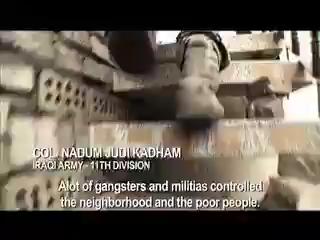 COL. NADUM JUDI KADHAM
IRAQI ARMY - 11TH DIVISION
Alot of gangsters and militias controlled
the neighborhood and the poor people.